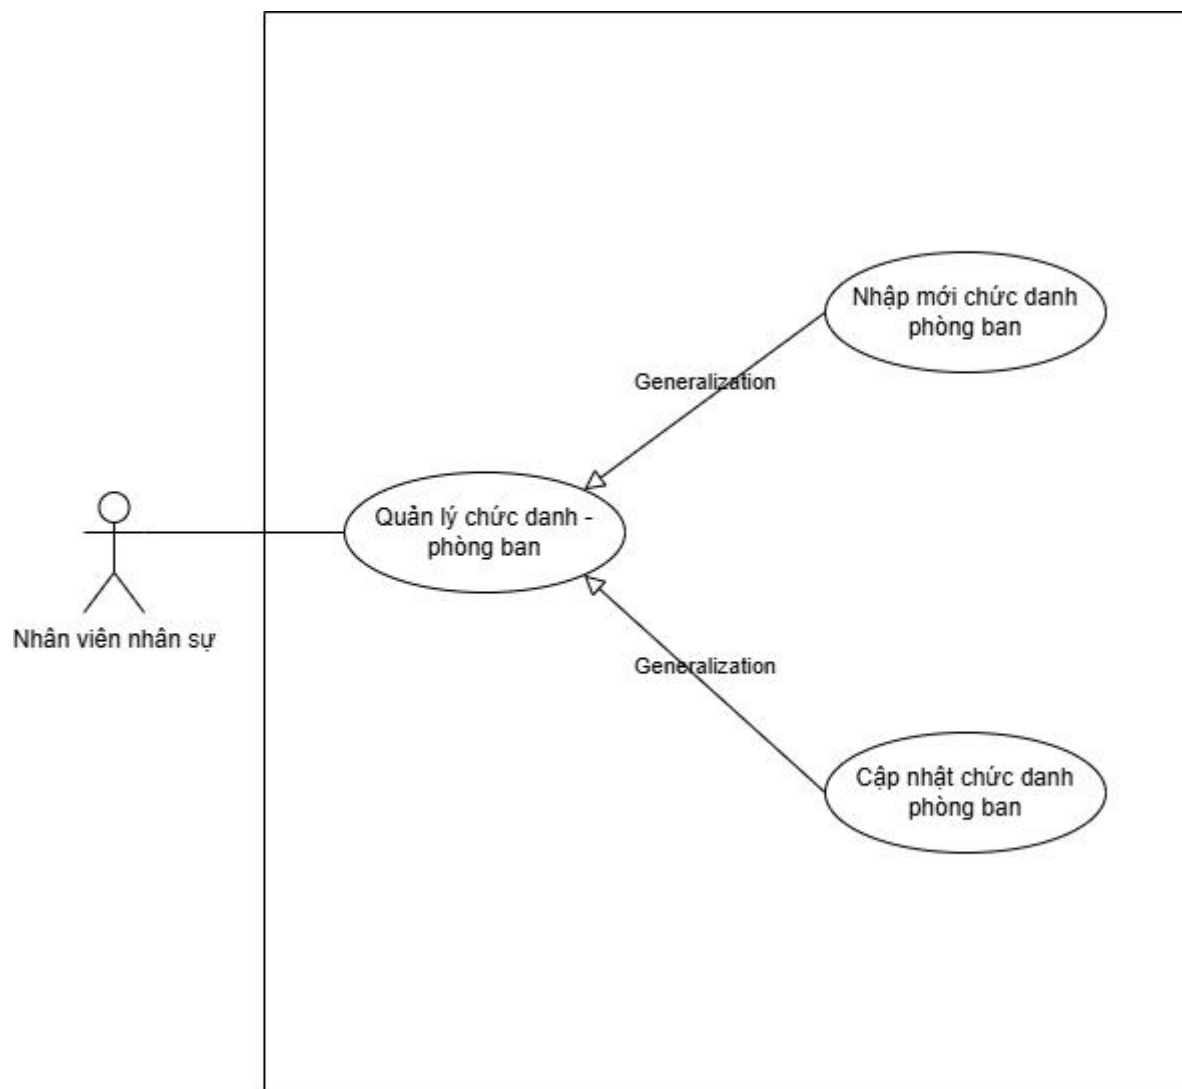 Nhập mới chức danh
phòng ban
Generalization
Quản lý chức danh -
phòng ban
Nhân viên nhân sự
Generalization
Cập nhật chức danh
phòng ban